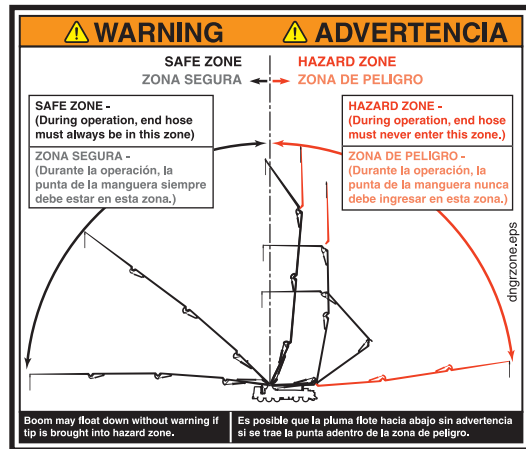 WARNING
ADVERTENCIA
SAFE ZONE
HAZARD ZONE
ZONA SEGURA
ZONA DE PELIGRO
SAFE ZONE -
(During operation, end hose
must always be in this zone)
ZONA SEGURA -
(Durante la operación, la
punta de la manguera siempre
debe estar en esta zona.)
HAZARD ZONE -
(During operation, end hose
must never enter this zone.)
ZONA DE PELIGRO -
(Durante la operación, la
punta de la manguera nunca
debe ingresar en esta zona.)
dngrzone.eps
Boom may float down without warning if
tip is brought into hazard zone.
Es posible que la pluma flote hacia abajo sin advertencia
si se trae la punta adentro de la zona de peligro.